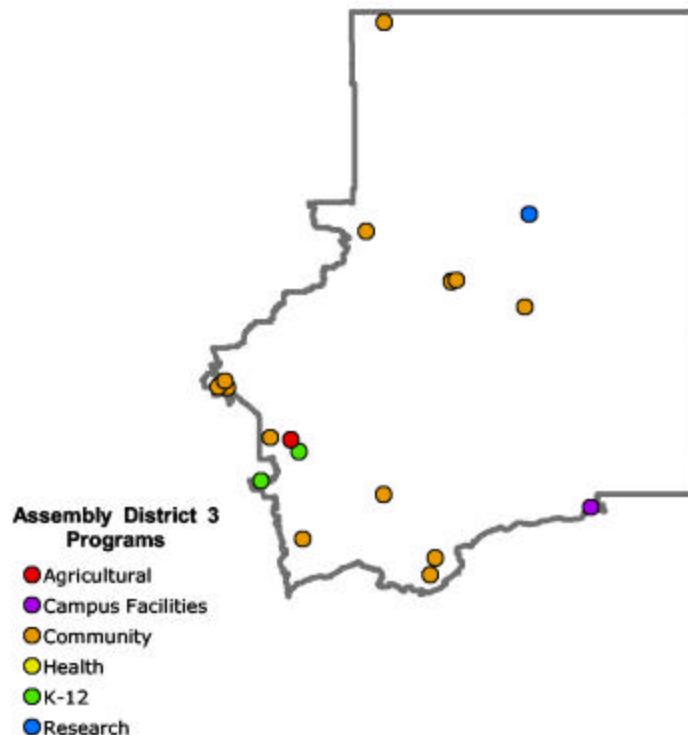 Assembly District 3
Programs
Agricultural
Campus Facilities
Community
Health
K-12
Research